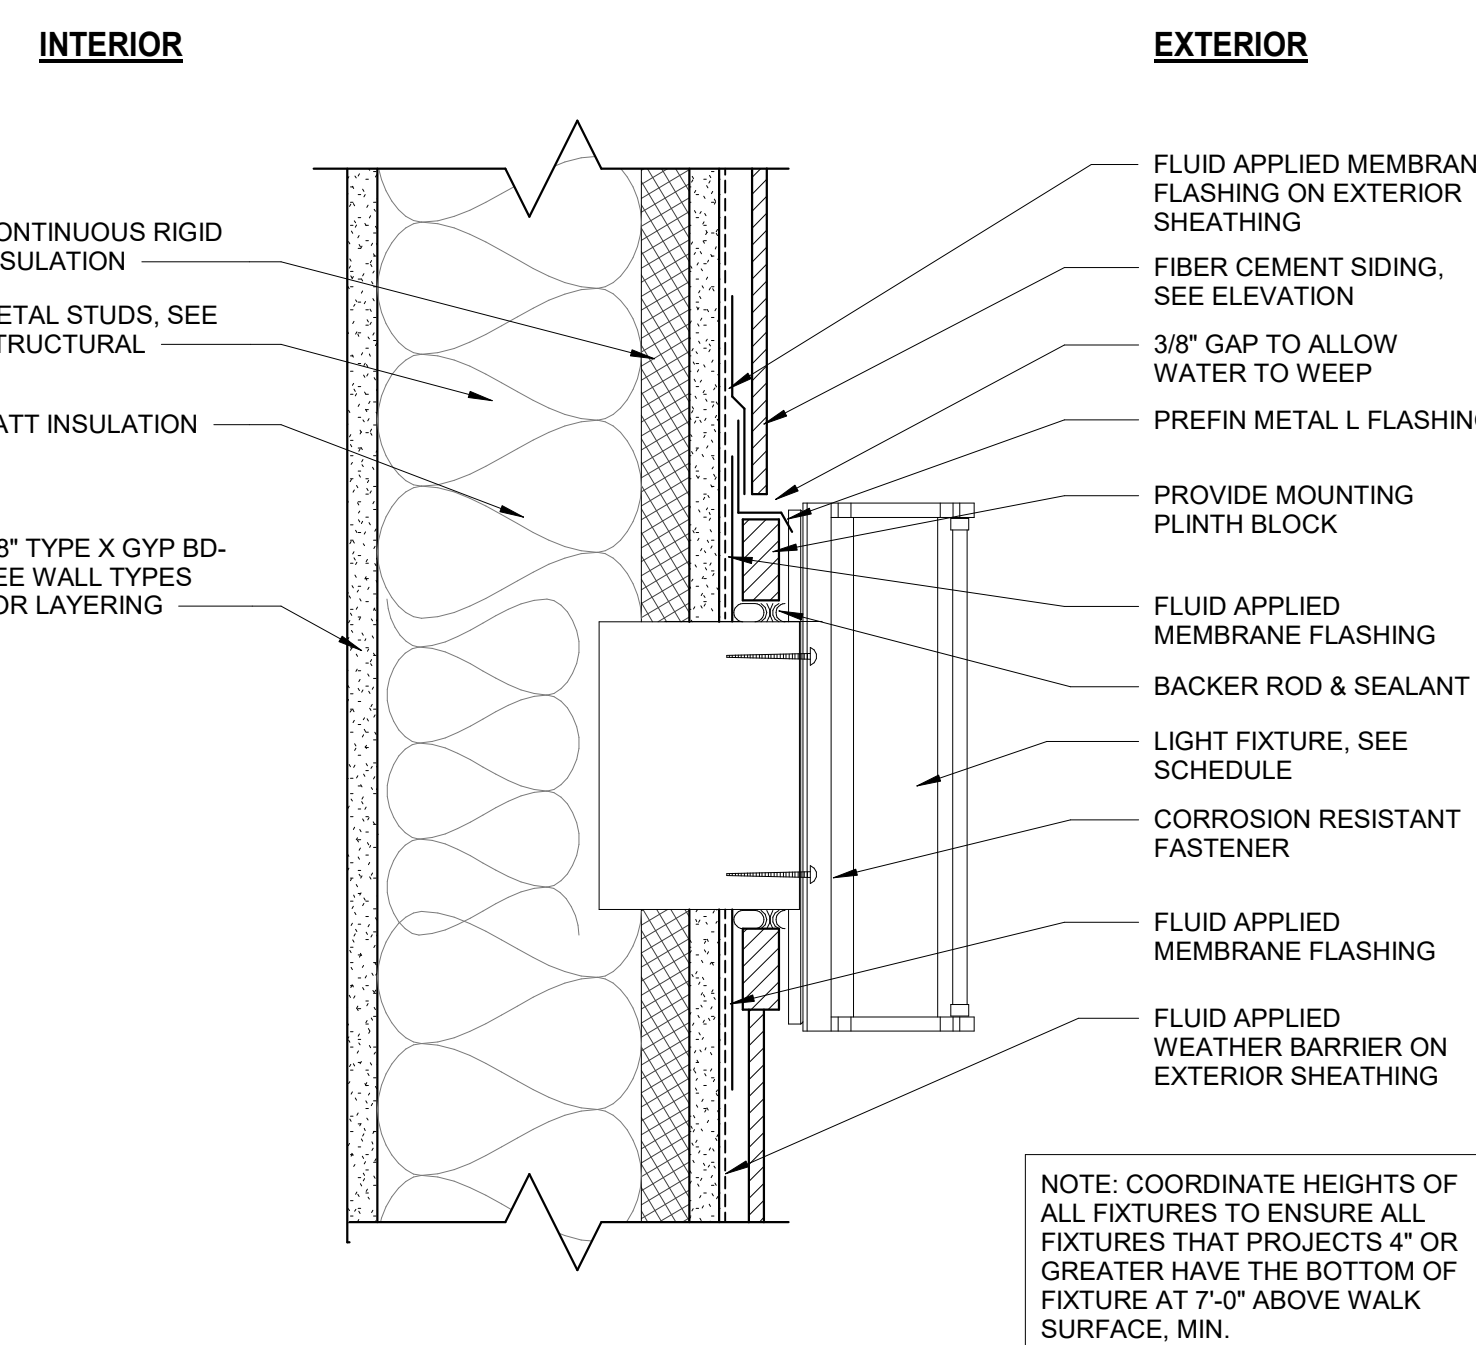 INTERIOR
EXTERIOR
ONTINUOUS RIGID
SULATION
ETAL STUDS, SEE
TRUCTURAL
ATT INSULATION
8" TYPE X GYP BD-
EE WALL TYPES
OR LAYERING
FLUID APPLIED MEMBRAN
FLASHING ON EXTERIOR
SHEATHING
FIBER CEMENT SIDING,
SEE ELEVATION
3/8" GAP TO ALLOW
WATER TO WEEP
PREFIN METAL L FLASHING
PROVIDE MOUNTING
PLINTH BLOCK
FLUID APPLIED
MEMBRANE FLASHING
BACKER ROD & SEALANT
LIGHT FIXTURE, SEE
SCHEDULE
CORROSION RESISTANT
FASTENER
FLUID APPLIED
MEMBRANE FLASHING
FLUID APPLIED
WEATHER BARRIER ON
EXTERIOR SHEATHING
NOTE: COORDINATE HEIGHTS OF
ALL FIXTURES TO ENSURE ALL
FIXTURES THAT PROJECTS 4" OR
GREATER HAVE THE BOTTOM OF
FIXTURE AT 7'-0" ABOVE WALK
SURFACE, MIN.